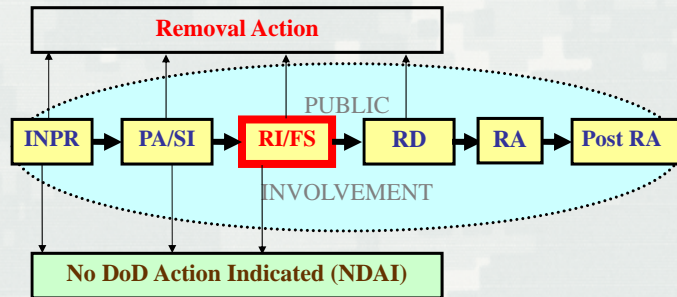 Removal Action
PUBLIC
INPR PA/SI RI/FS RD RA Post RA
INVOLVEMENT
No DoD Action Indicated (NDAI)